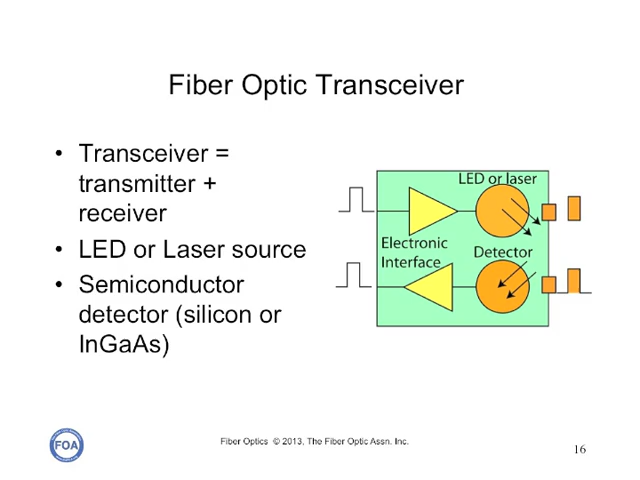 Fiber Optic Transceiver
• Transceiver =
transmitter +
receiver
• LED or Laser source
• Semiconductor
detector (silicon or
InGaAs)
LED or laser
Electronic
Interface
Detector
FOA
Fiber Optics © 2013, The Fiber Optic Assn. Inc.
16